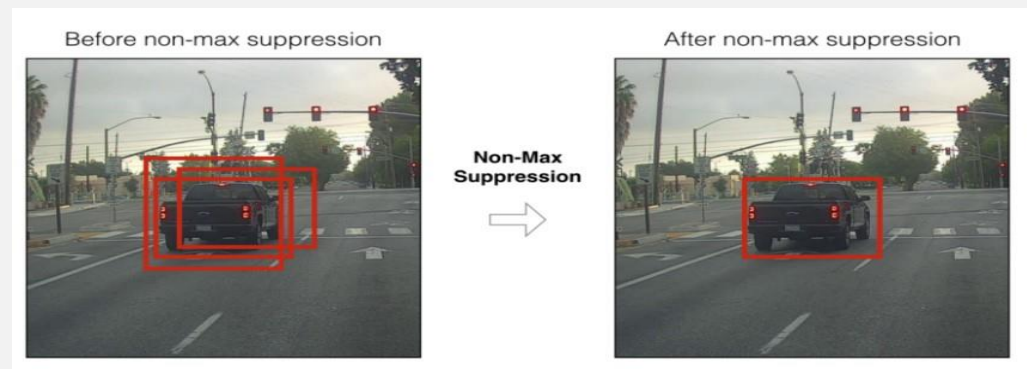 Before non-max suppression
After non-max suppression
Non-Max
Suppression